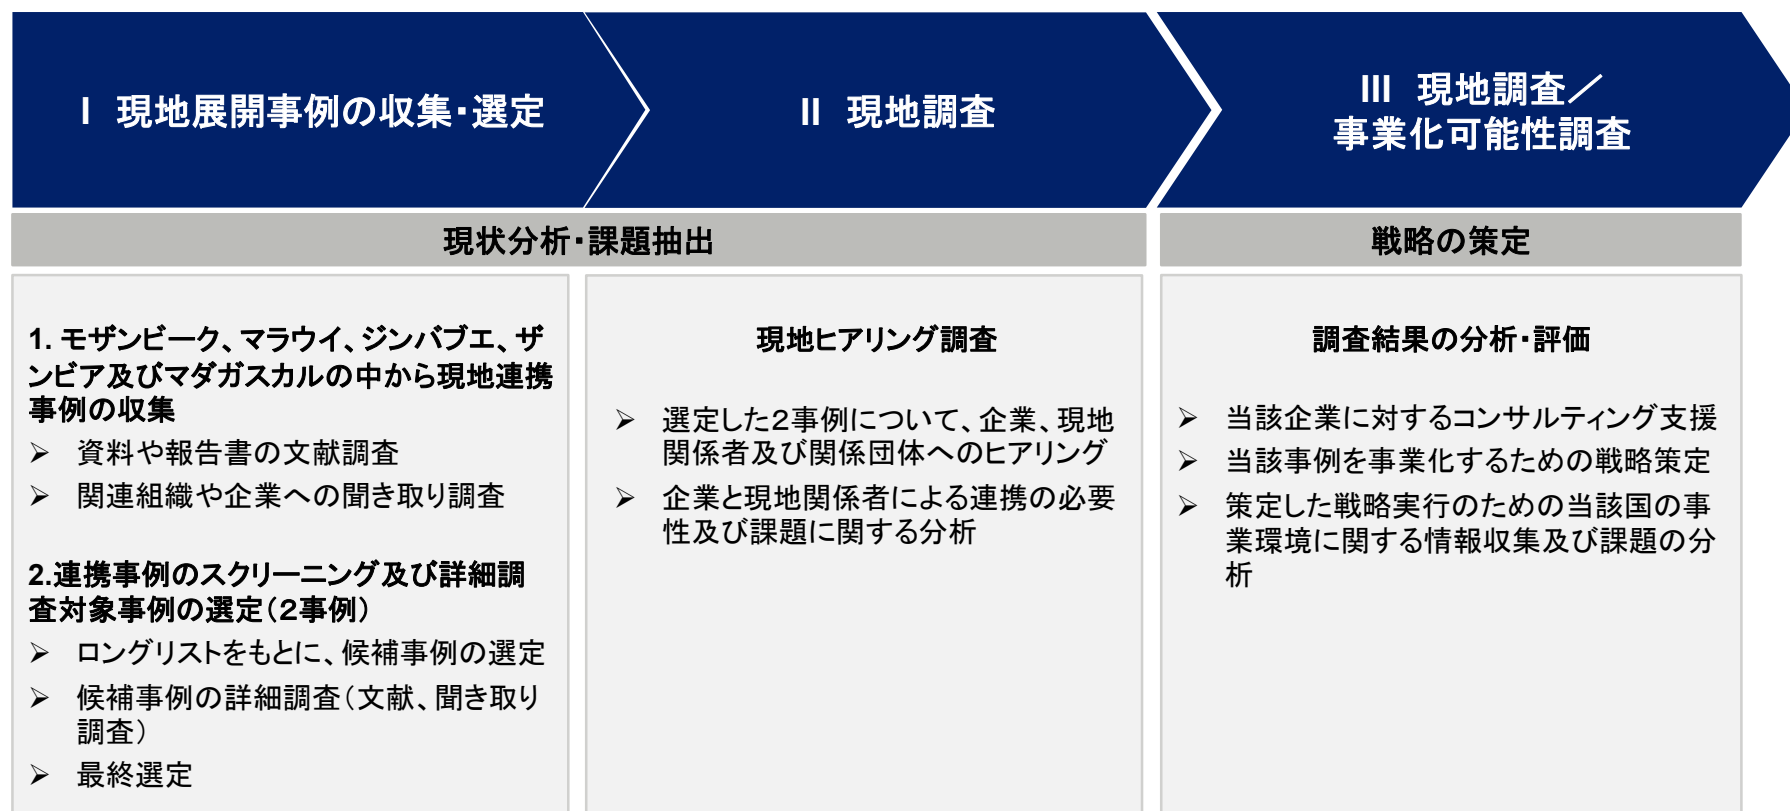 I 現地展開事例の収集・選定
II 現地調査
III 現地調査／
事業化可能性調査
現状分析・課題抽出
戦略の策定
1. モザンビーク、マラウイ、ジンバブエ、ザ
ンビア及びマダガスカルの中から現地連携
事例の収集
➢ 資料や報告書の文献調査
➢ 関連組織や企業への聞き取り調査
2.連携事例のスクリーニング及び詳細調
査対象事例の選定（２事例）
➢ ロングリストをもとに、候補事例の選定
➢ 候補事例の詳細調査（文献、聞き取り
調査）
➢ 最終選定
現地ヒアリング調査
➢ 選定した２事例について、企業、現地
関係者及び関係団体へのヒアリング
➢ 企業と現地関係者による連携の必要
性及び課題に関する分析
調査結果の分析・評価
➢ 当該企業に対するコンサルティング支援
➢ 当該事例を事業化するための戦略策定
➢ 策定した戦略実行のための当該国の事
業環境に関する情報収集及び課題の分
析